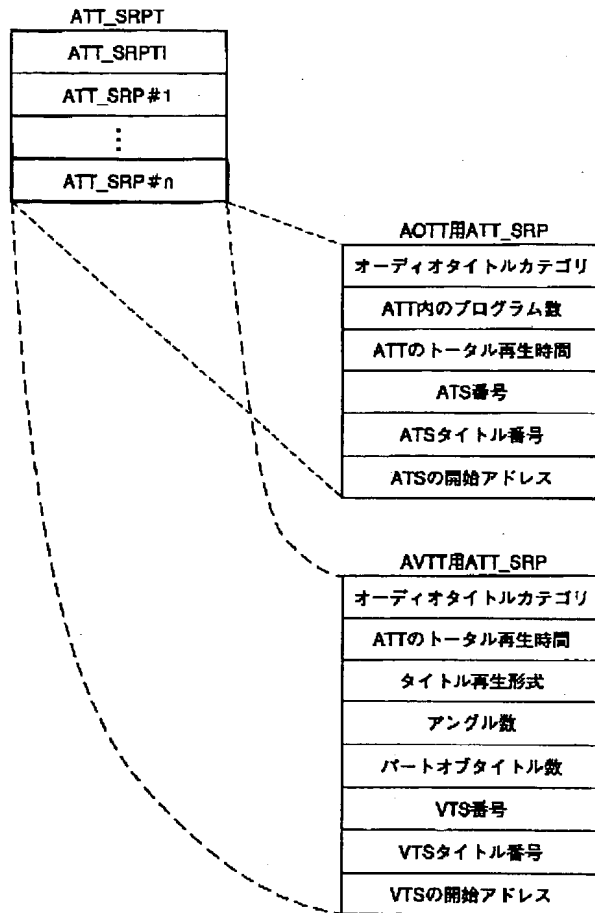 ATT_SRPT
ATT_SRPTI
ATT_SRP#1
⋮
ATT_SRP#n
AOTT用ATT_SRP
オーディオタイトルカテゴリ
ATT内のプログラム数
ATTのトータル再生時間
ATS番号
ATSタイトル番号
ATSの開始アドレス
AVTT用ATT_SRP
オーディオタイトルカテゴリ
ATTのトータル再生時間
タイトル再生形式
アングル数
パートオブタイトル数
VTS番号
VTSタイトル番号
VTSの開始アドレス